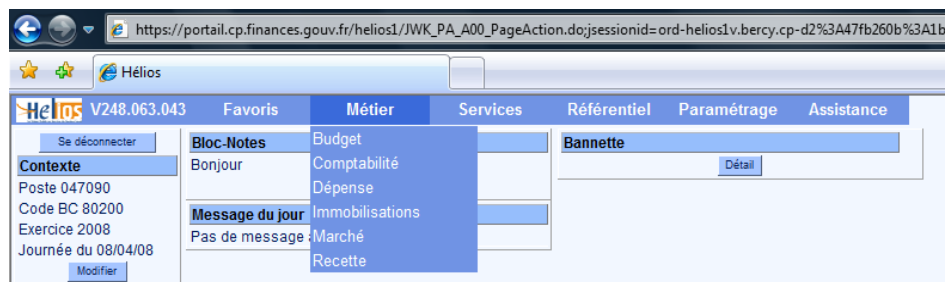 https://portail.cp.finances.gouv.fr/helios1/JWK_PA_A00_PageAction.do;jsessionid=ord-helios1v.bercy.cp-d2%3A47fb260b%3A1b
Hélios
Helios V248.063.043 Favoris Métier Services Référentiel Paramétrage Assistance
Se déconnecter
Contexte
Poste 047090
Code BC 80200
Exercice 2008
Journée du 08/04/08
Modifier
Bloc-Notes
Bonjour
Message du jour
Pas de message
Budget
Comptabilité
Dépense
Immobilisations
Marché
Recette
Bannette
Détail